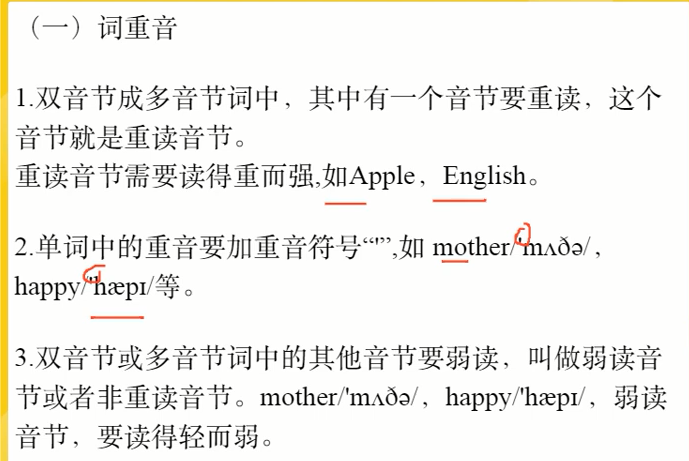 （一）词重音
1.双音节成多音节词中，其中有一个音节要重读，这个
音节就是重读音节。
重读音节需要读得重而强,如Apple，English。
2.单词中的重音要加重音符号“'”,如 mother/'mʌðə/，
happy/'hæpɪ/等。
3.双音节或多音节词中的其他音节要弱读，叫做弱读音
节或者非重读音节。mother/'mʌðə/，happy/'hæpɪ/，弱读
音节，要读得轻而弱。